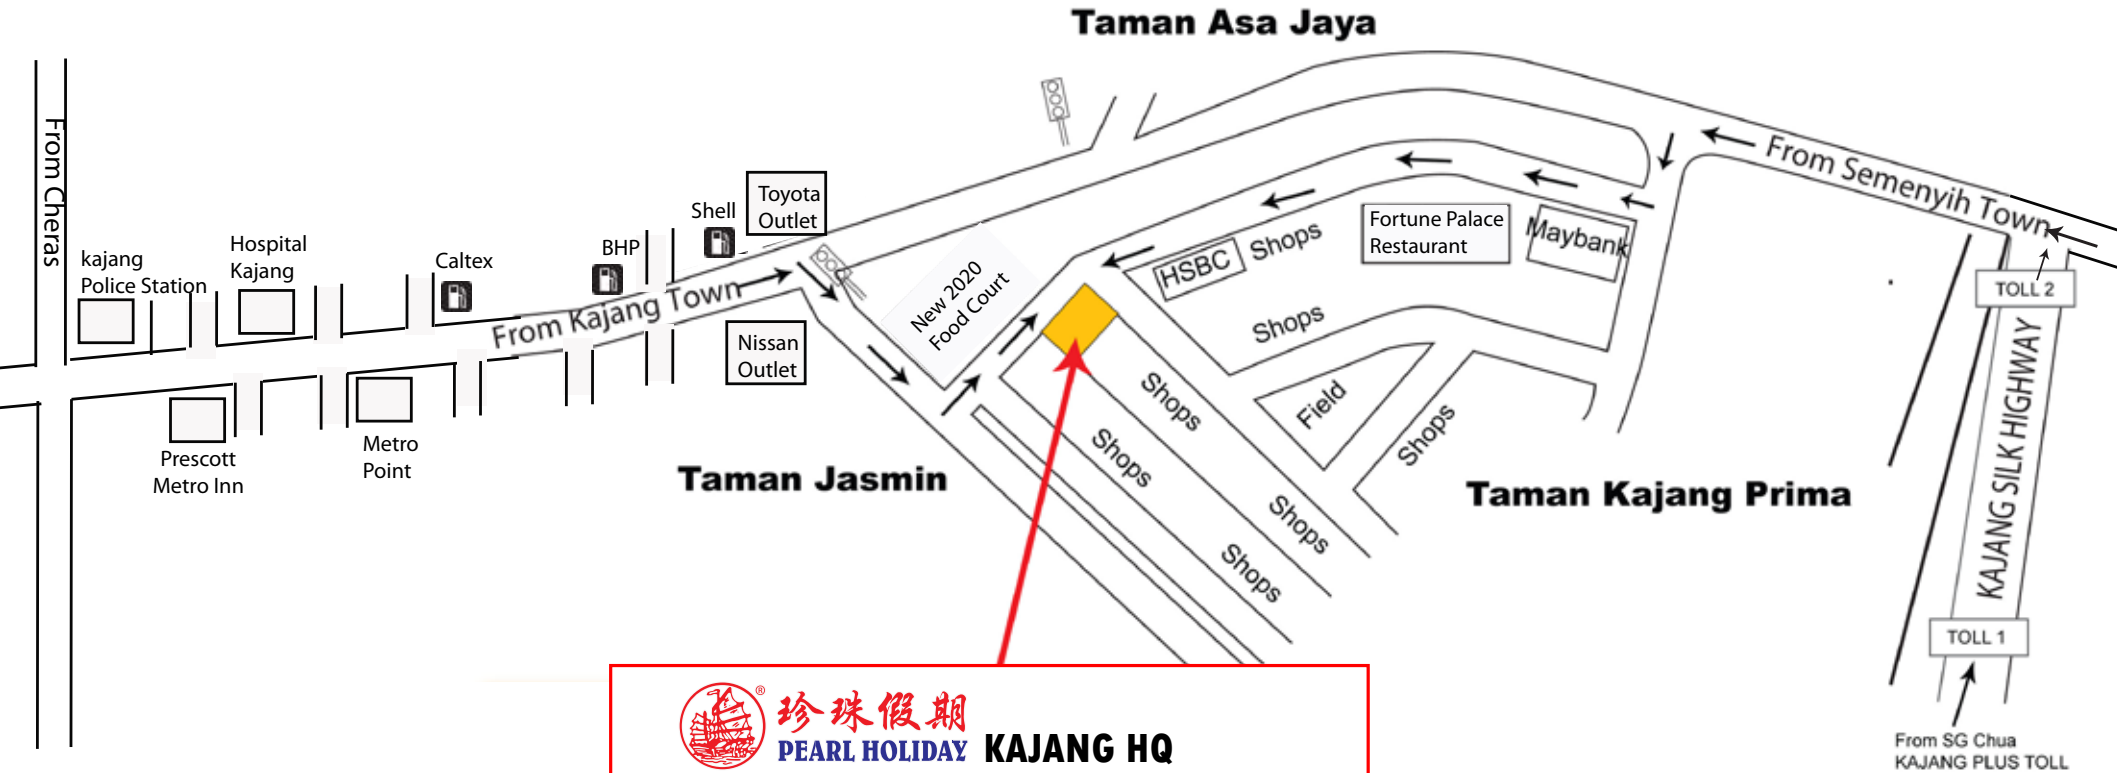 Taman Asa Jaya
From Cheras
From Semenyih Town
Toyota
Outlet
Shell
Fortune Palace
Restaurant
Maybank
Hospital
Kajang
BHP
Shops
HSBC
kajang
Police Station
Caltex
New 2020
Food Court
TOLL 2
From Kajang Town
Shops
Nissan
Outlet
KAJANG SILK HIGHWAY
Shops
Field
Shops
Metro
Point
Shops
Prescott
Metro Inn
Taman Jasmin
Taman Kajang Prima
Shops
Shops
TOLL 1
®
珍珠假期
PEARL HOLIDAY KAJANG HQ
From SG Chua
KAJANG PLUS TOLL